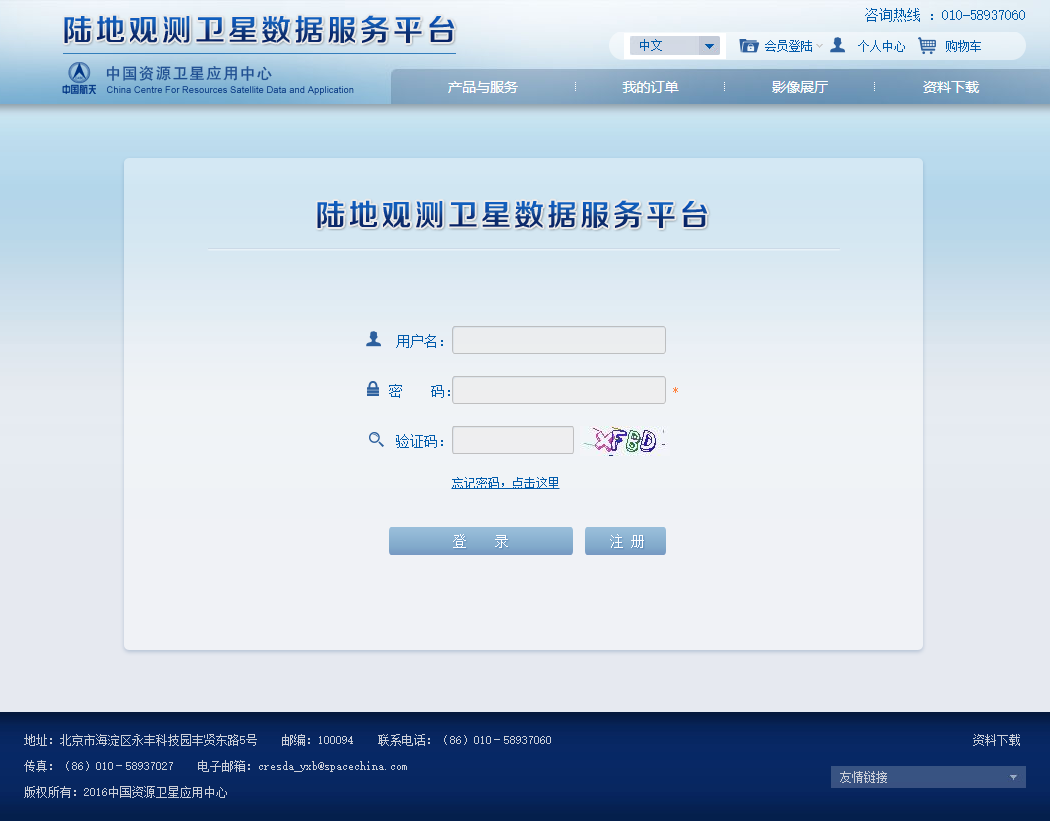 咨询热线 ：010-58937060
陆地观测卫星数据服务平台
中文 会员登陆 个人中心 购物车
中国航天
中国资源卫星应用中心
China Centre For Resources Satellite Data and Application
产品与服务 我的订单 影像展厅 资料下载
陆地观测卫星数据服务平台
用户名：
密 码： *
验证码： XFBD
忘记密码，点击这里
登 录 注 册
地址：北京市海淀区永丰科技园丰贤东路5号 邮编：100094 联系电话：（86）010－58937060
资料下载
传真：（86）010－58937027 电子邮箱：cresda_yxb@spacechina.com
友情链接
版权所有：2016中国资源卫星应用中心